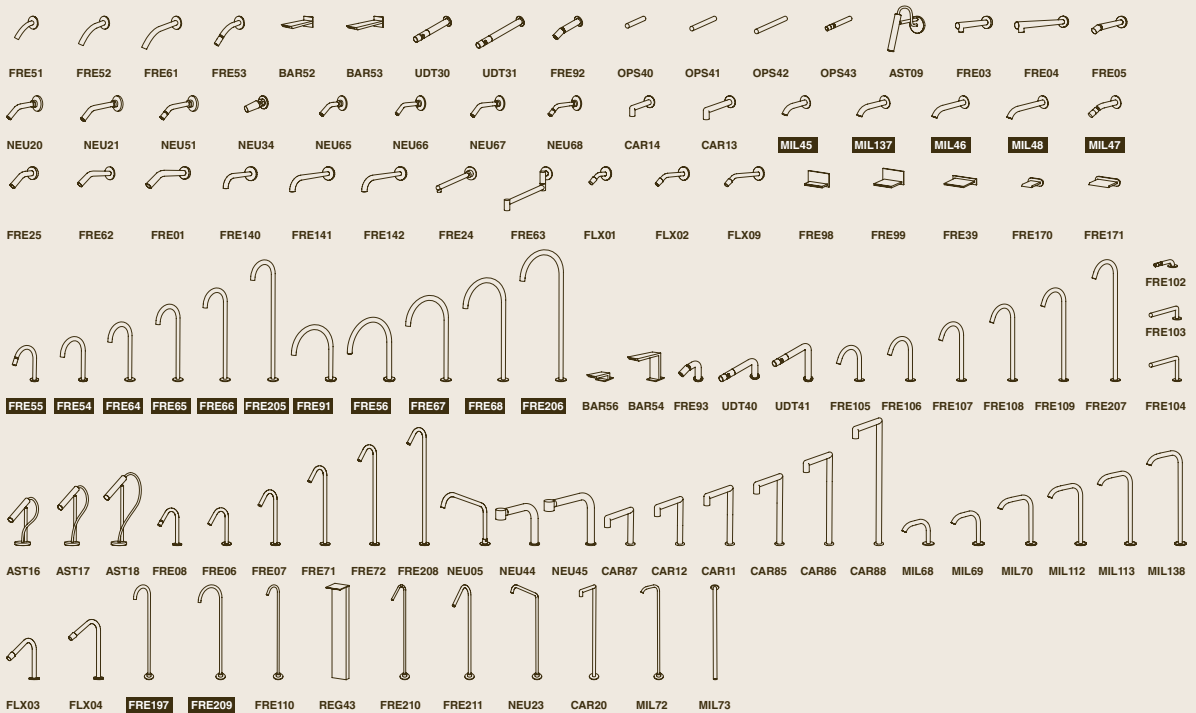 FRE51 FRE52 FRE61 FRE53 BAR52 BAR53 UDT30 UDT31 FRE92 OPS40 OPS41 OPS42 OPS43 AST09 FRE03 FRE04 FRE05
NEU20 NEU21 NEU51 NEU34 NEU65 NEU66 NEU67 NEU68 CAR14 CAR13 MIL45 MIL137 MIL46 MIL48 MIL47
FRE25 FRE62 FRE01 FRE140 FRE141 FRE142 FRE24 FRE63 FLX01 FLX02 FLX09 FRE98 FRE99 FRE39 FRE170 FRE171
FRE102
FRE103
FRE55 FRE54 FRE64 FRE65 FRE66 FRE205 FRE91 FRE56 FRE67 FRE68 FRE206 BAR56 BAR54 FRE93 UDT40 UDT41 FRE105 FRE106 FRE107 FRE108 FRE109 FRE207 FRE104
AST16 AST17 AST18 FRE08 FRE06 FRE07 FRE71 FRE72 FRE208 NEU05 NEU44 NEU45 CAR87 CAR12 CAR11 CAR85 CAR86 CAR88 MIL68 MIL69 MIL70 MIL112 MIL113 MIL138
FLX03 FLX04 FRE197 FRE209 FRE110 REG43 FRE210 FRE211 NEU23 CAR20 MIL72 MIL73